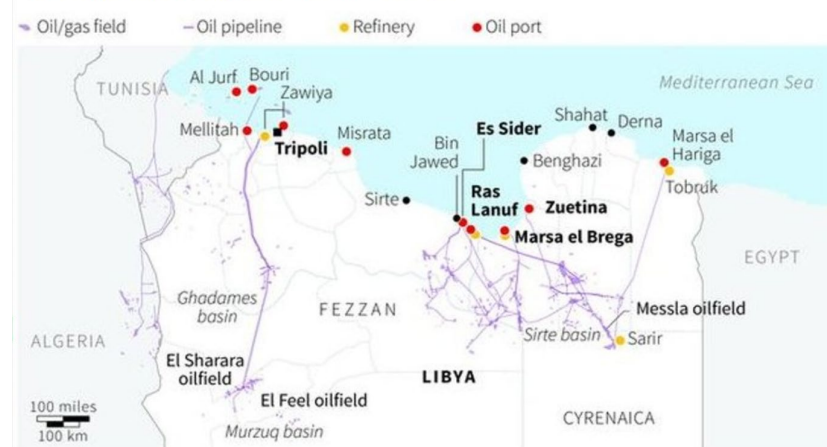 Oil/gas field
Oil pipeline
Refinery
Oil port
TUNISIA
Al Jurf
Bouri
Zawiya
Mellitah
Tripoli
Misrata
Sirte
Bin
Jawed
Es Sider
Ras
Lanuf
Benghazi
Shahat
Derna
Mediterranean Sea
Marsa el
Hariga
Tobruk
Zuetina
Marsa el Brega
EGYPT
Ghadames
basin
FEZZAN
Messla oilfield
Sirte basin
Sarir
ALGERIA
El Sharara
oilfield
El Feel oilfield
LIBYA
CYRENAICA
Murzuq basin
100 miles
100 km